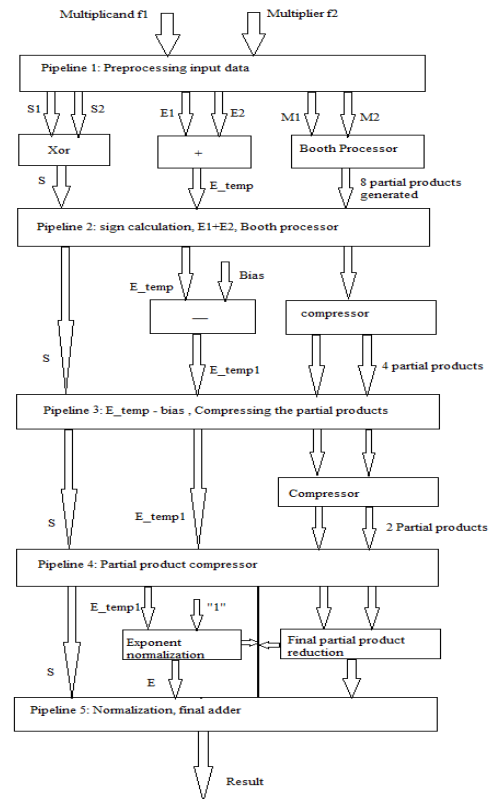 Multiplicand f1
Multiplier f2
Pipeline 1: Preprocessing input data
S1
S2
E1
E2
M1
M2
Xor
+
Booth Processor
S
E_temp
8 partial products
generated
Pipeline 2: sign calculation, E1+E2, Booth processor
E_temp
Bias
—
compressor
S
E_temp1
4 partial products
Pipeline 3: E_temp - bias , Compressing the partial products
Compressor
S
E_temp1
2 Partial products
Pipeline 4: Partial product compressor
E_temp1
"1"
Exponent
normalization
Final partial product
reduction
S
E
Pipeline 5: Normalization, final adder
Result